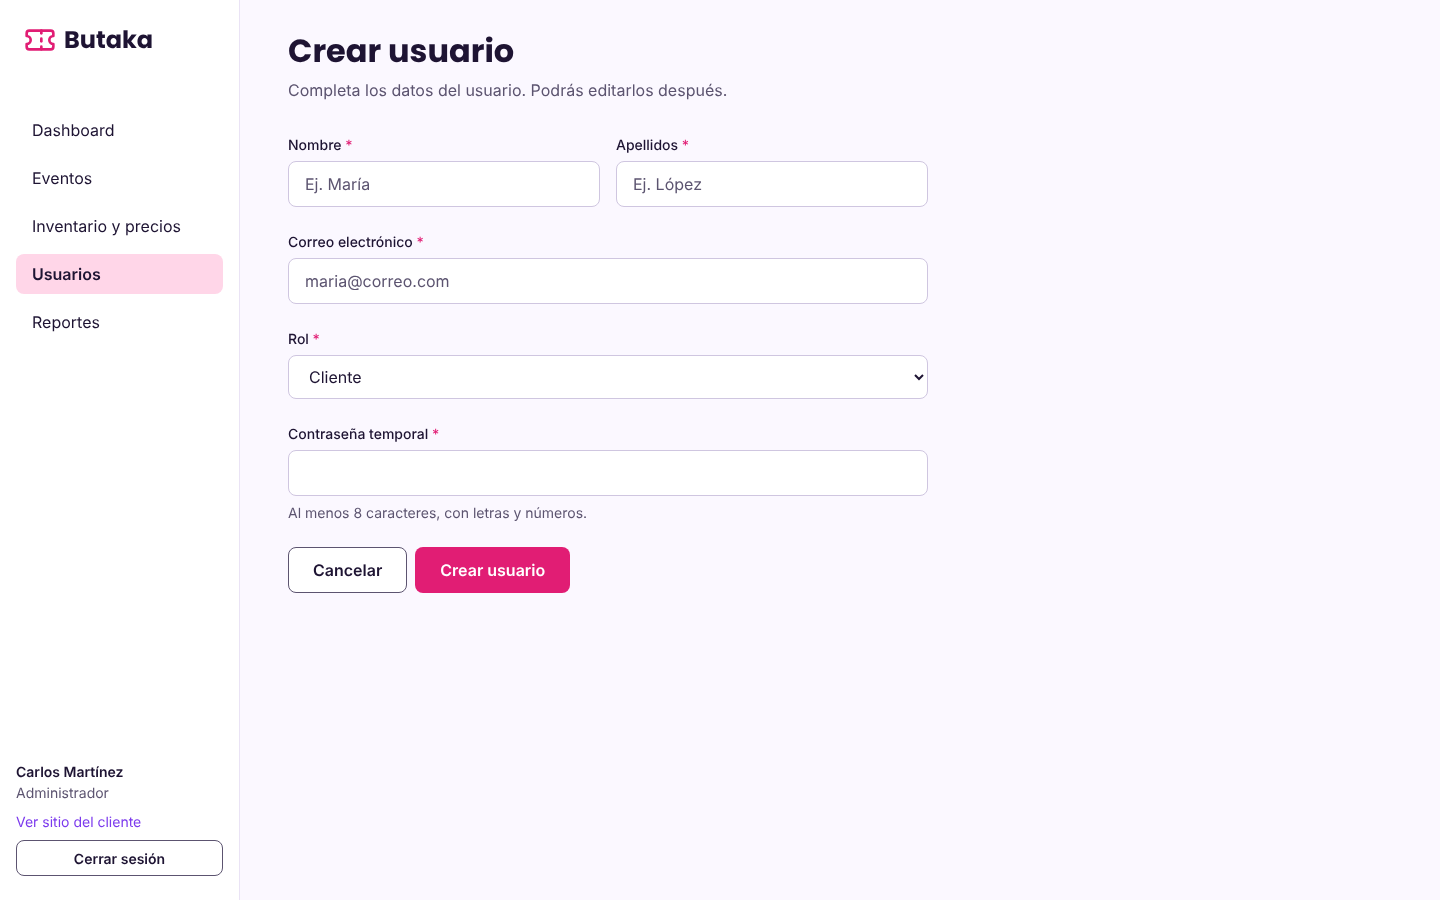 Butaka
Dashboard
Eventos
Inventario y precios
Usuarios
Reportes
Carlos Martínez
Administrador
Ver sitio del cliente
Cerrar sesión
Crear usuario
Completa los datos del usuario. Podrás editarlos después.
Nombre * Apellidos *
Ej. María Ej. López
Correo electrónico *
maria@correo.com
Rol *
Cliente
Contraseña temporal *
Al menos 8 caracteres, con letras y números.
Cancelar Crear usuario